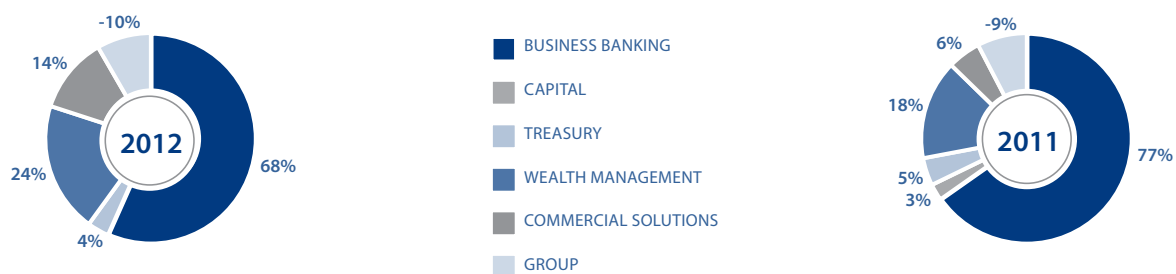 -10%
14%
2012
24%
68%
4%
BUSINESS BANKING
CAPITAL
TREASURY
WEALTH MANAGEMENT
COMMERCIAL SOLUTIONS
GROUP
-9%
6%
18%
2011
77%
5%
3%